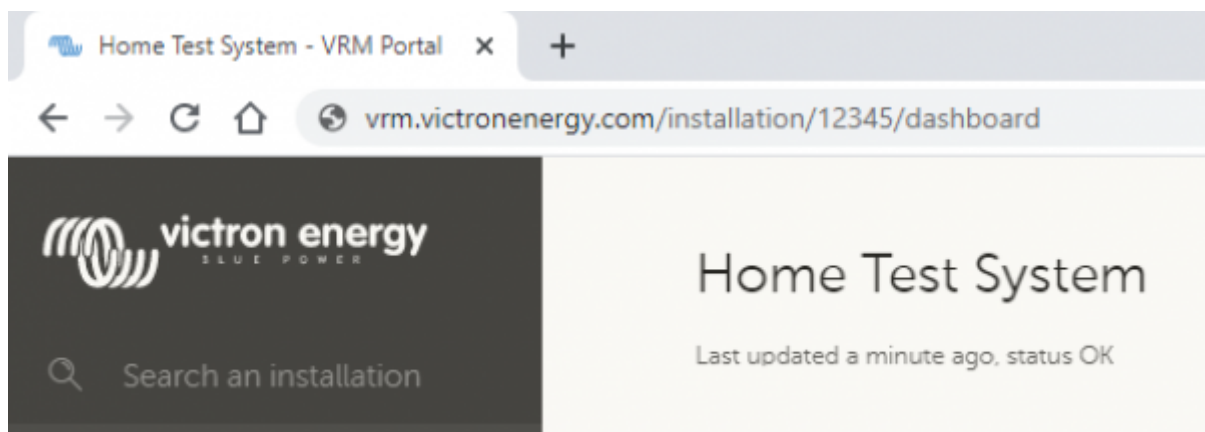 Home Test System - VRM Portal
vrm.victronenergy.com/installation/12345/dashboard
victron energy
BLUE POWER
Search an installation
Home Test System
Last updated a minute ago, status OK